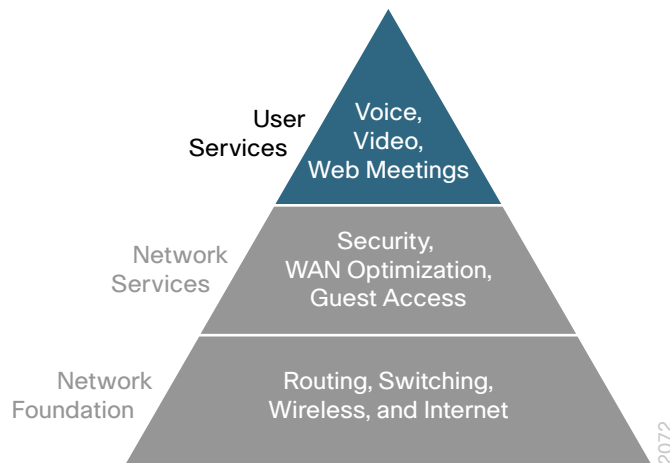 User
Services
Voice,
Video,
Web Meetings
Network
Services
Security,
WAN Optimization,
Guest Access
Network
Foundation
Routing, Switching,
Wireless, and Internet
2072